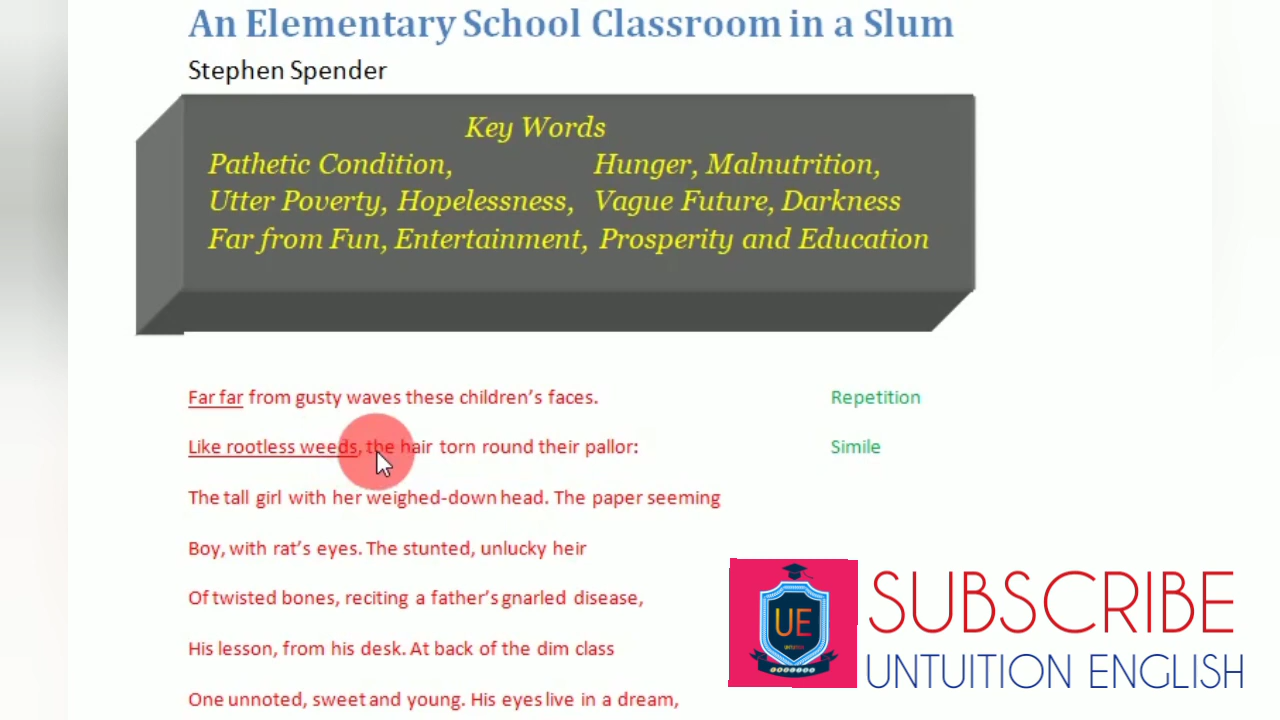 An Elementary School Classroom in a Slum
Stephen Spender
Key Words
Pathetic Condition, Hunger, Malnutrition,
Utter Poverty, Hopelessness, Vague Future, Darkness
Far from Fun, Entertainment, Prosperity and Education
Far far from gusty waves these children's faces. Repetition
Like rootless weeds, the hair torn round their pallor: Simile
The tall girl with her weighed-down head. The paper seeming
Boy, with rat's eyes. The stunted, unlucky heir
Of twisted bones, reciting a father's gnarled disease,
His lesson, from his desk. At back of the dim class
One unnoted, sweet and young. His eyes live in a dream,
UE
SUBSCRIBE
UNTUITION ENGLISH